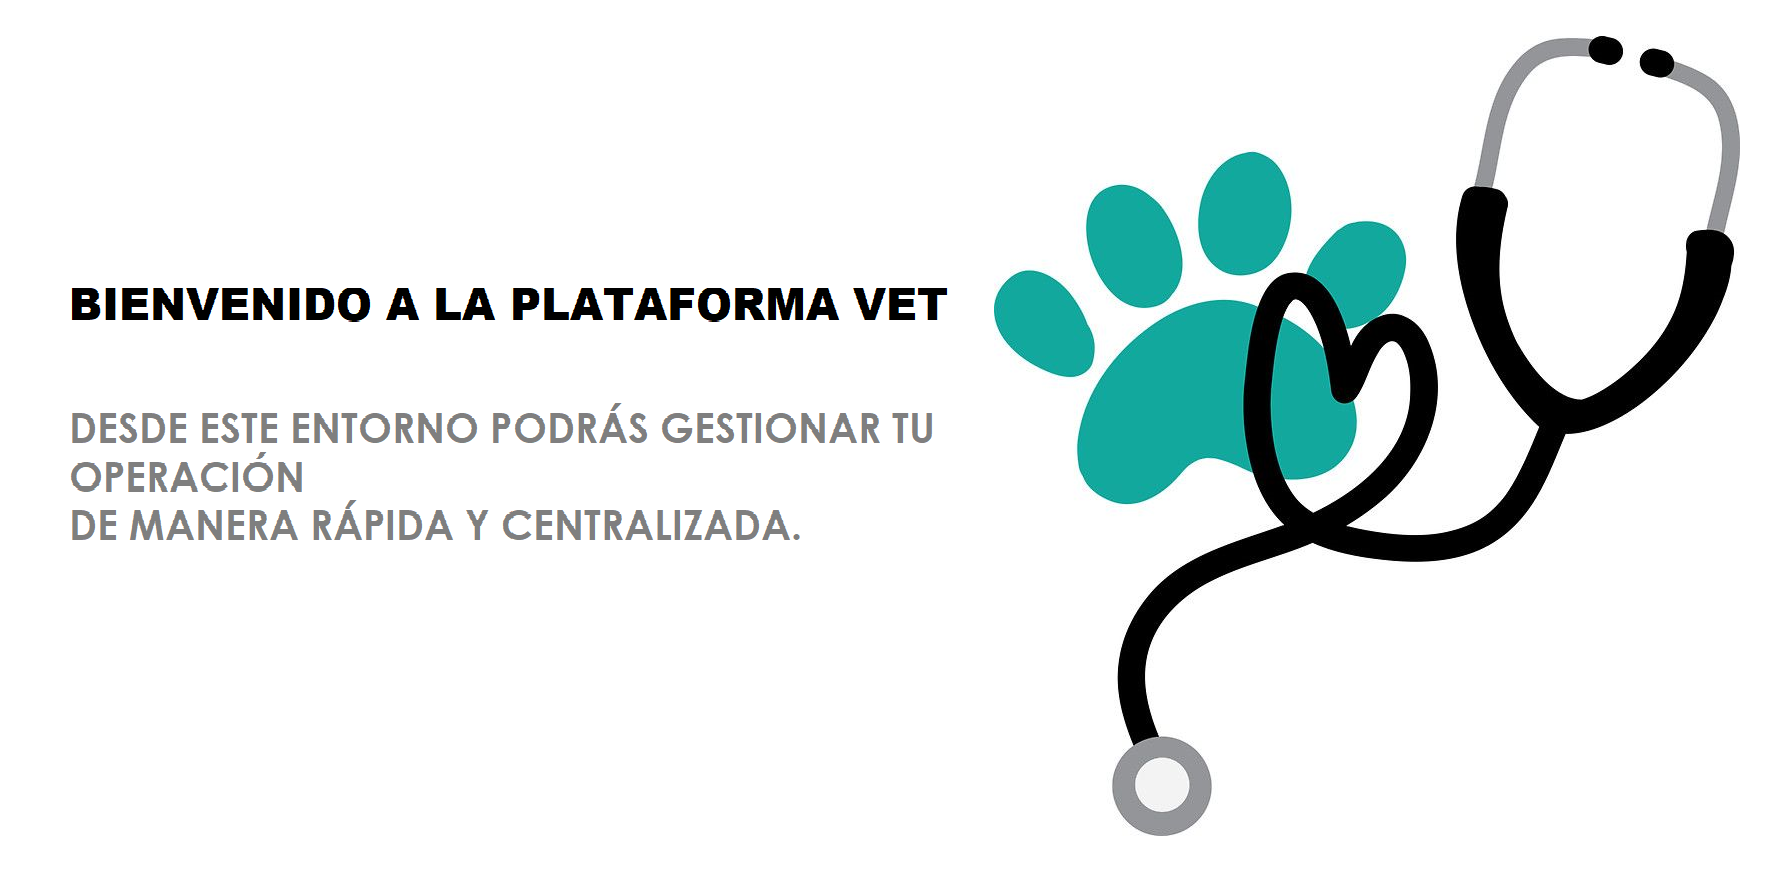 BIENVENIDO A LA PLATAFORMA VET
DESDE ESTE ENTORNO PODRÁS GESTIONAR TU
OPERACIÓN
DE MANERA RÁPIDA Y CENTRALIZADA.